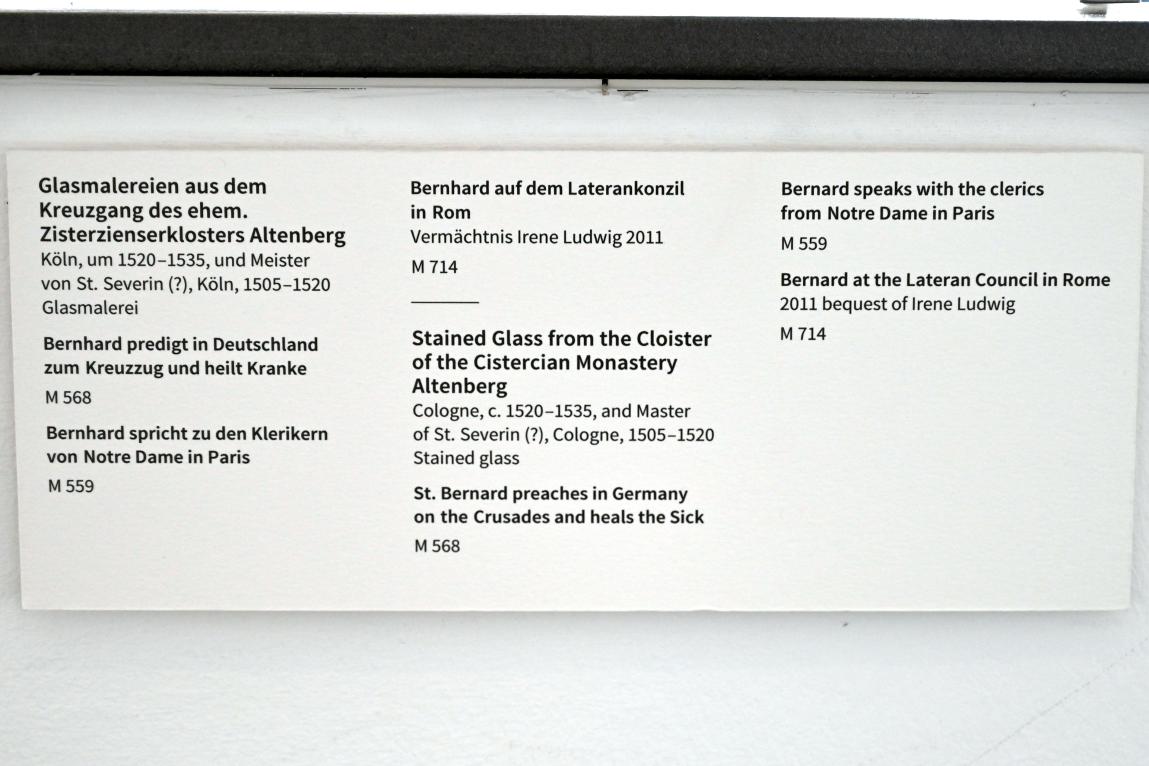 Glasmalereien aus dem
Kreuzgang des ehem.
Zisterzienserklosters Altenberg
Köln, um 1520–1535, und Meister
von St. Severin (?), Köln, 1505–1520
Glasmalerei
Bernhard predigt in Deutschland
zum Kreuzzug und heilt Kranke
M 568
Bernhard spricht zu den Klerikern
von Notre Dame in Paris
M 559
Bernhard auf dem Laterankonzil
in Rom
Vermächtnis Irene Ludwig 2011
M 714
Stained Glass from the Cloister
of the Cistercian Monastery
Altenberg
Cologne, c. 1520–1535, and Master
of St. Severin (?), Cologne, 1505–1520
Stained glass
St. Bernard preaches in Germany
on the Crusades and heals the Sick
M 568
Bernard speaks with the clerics
from Notre Dame in Paris
M 559
Bernard at the Lateran Council in Rome
2011 bequest of Irene Ludwig
M 714